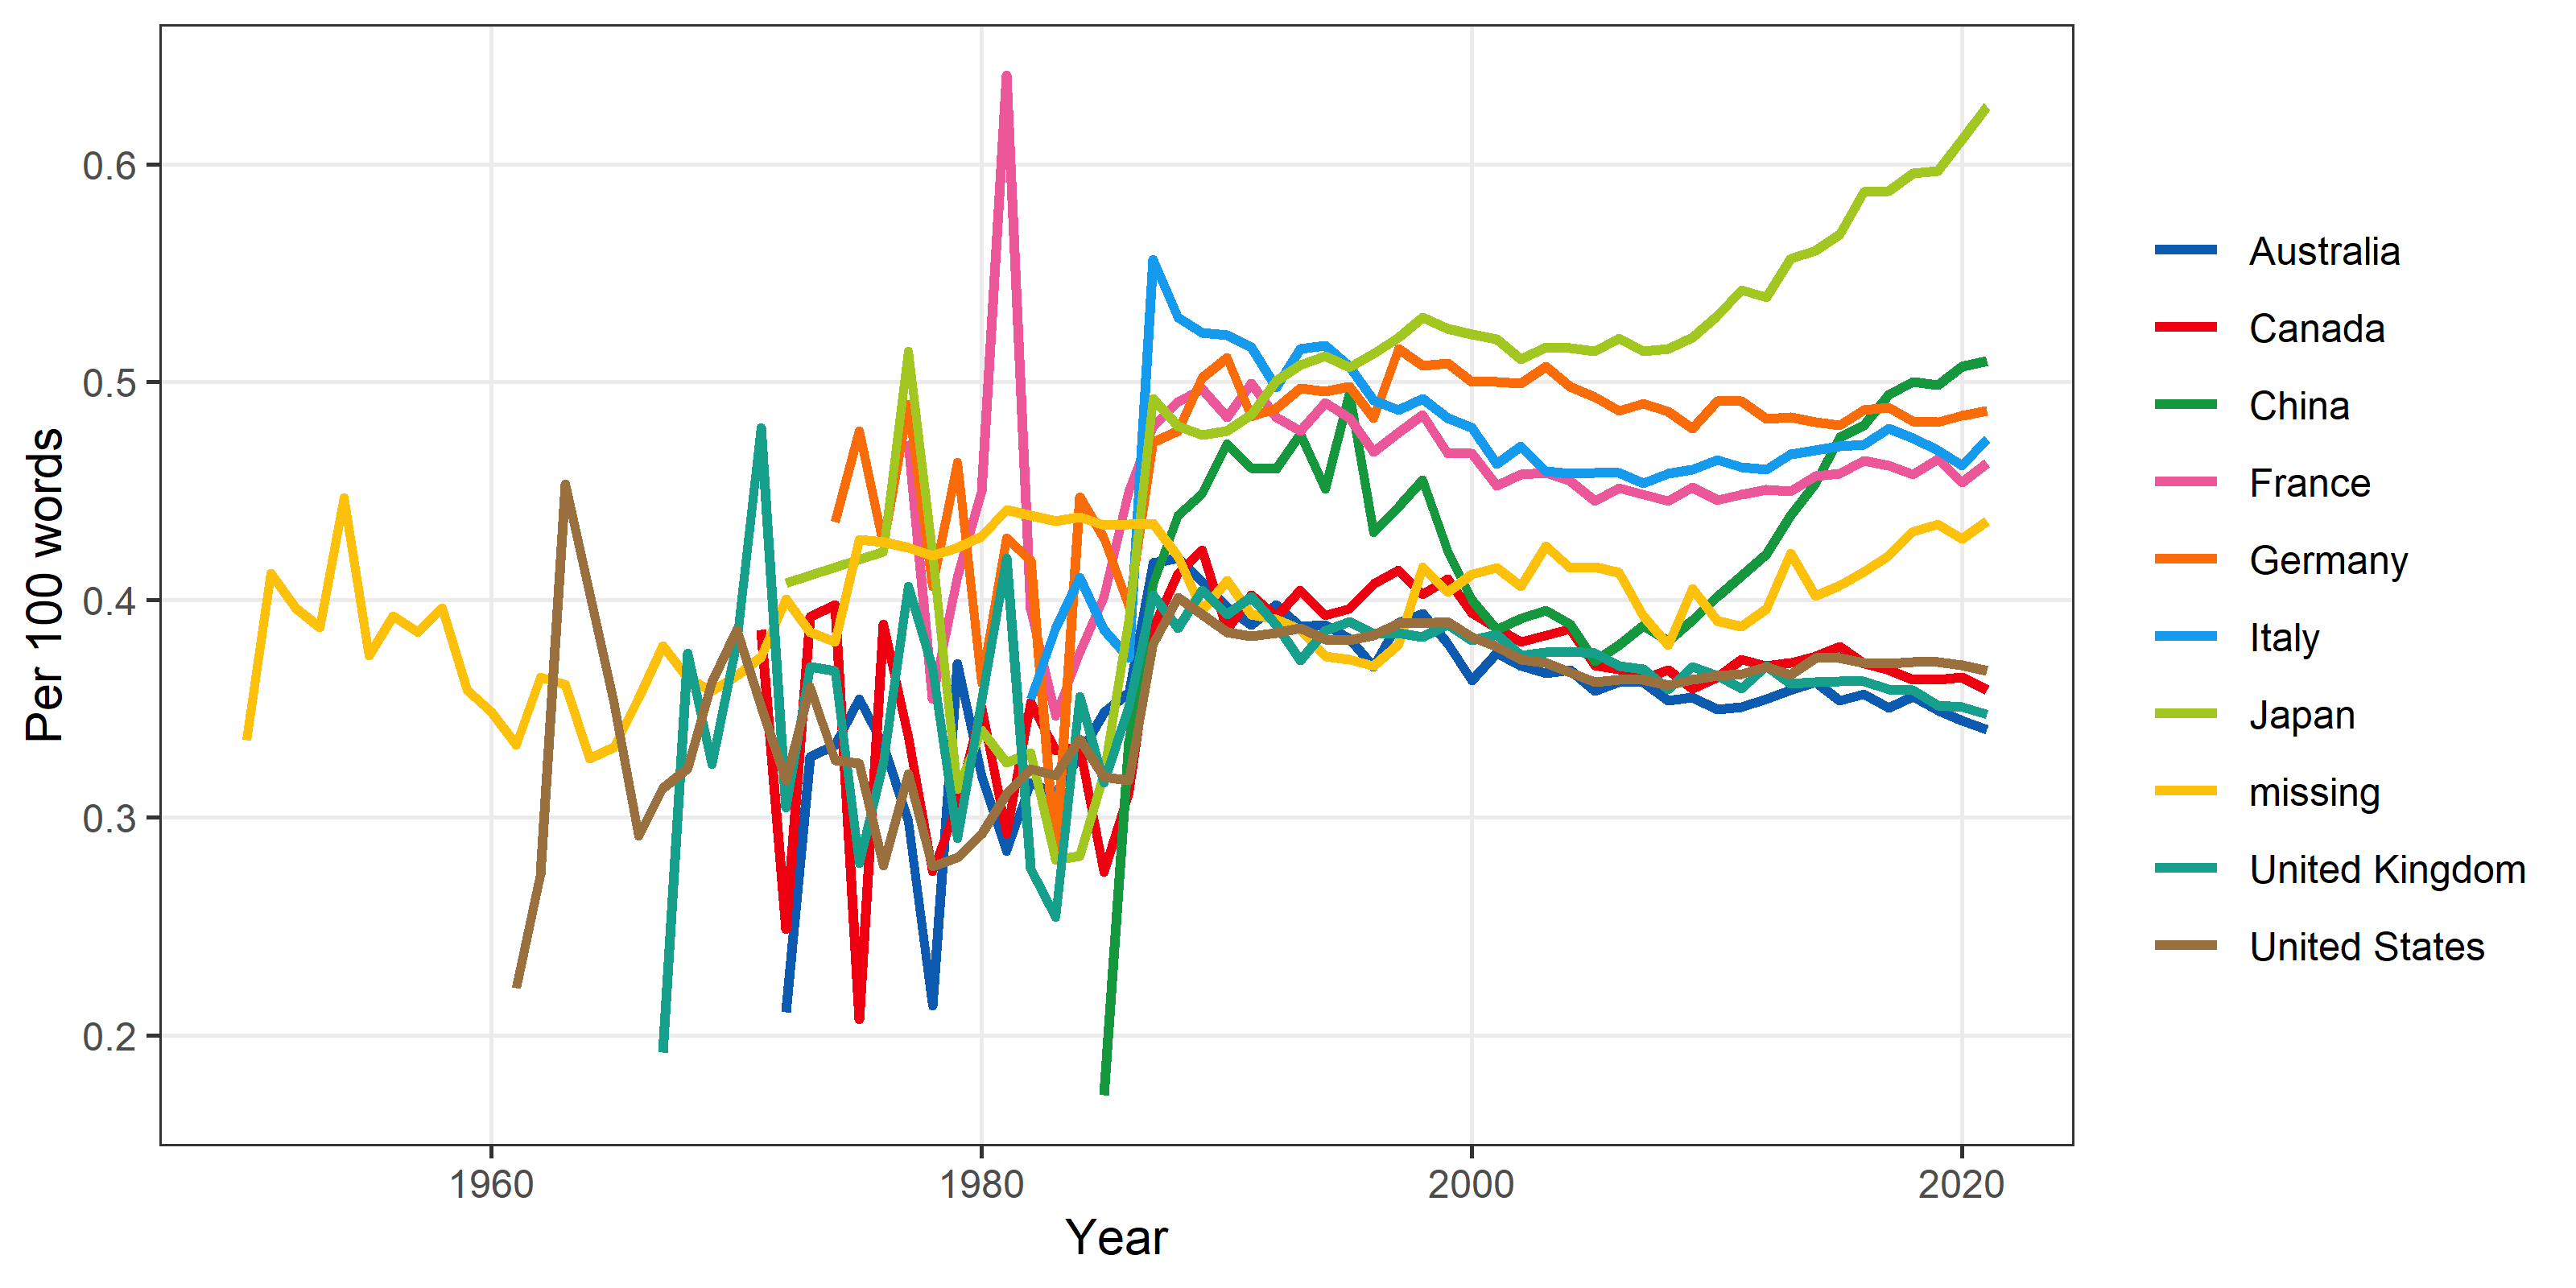 Per 100 words
0.6
0.5
0.4
0.3
0.2
1960
1980
2000
2020
Year
Australia
Canada
China
France
Germany
Italy
Japan
missing
United Kingdom
United States